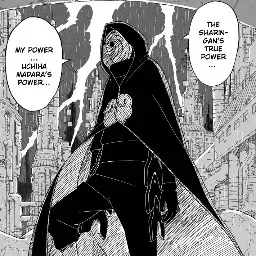 THE
SHARIN-
GAN'S
TRUE
POWER
...
MY POWER
...
UCHIHA
MADARA'S
POWER...